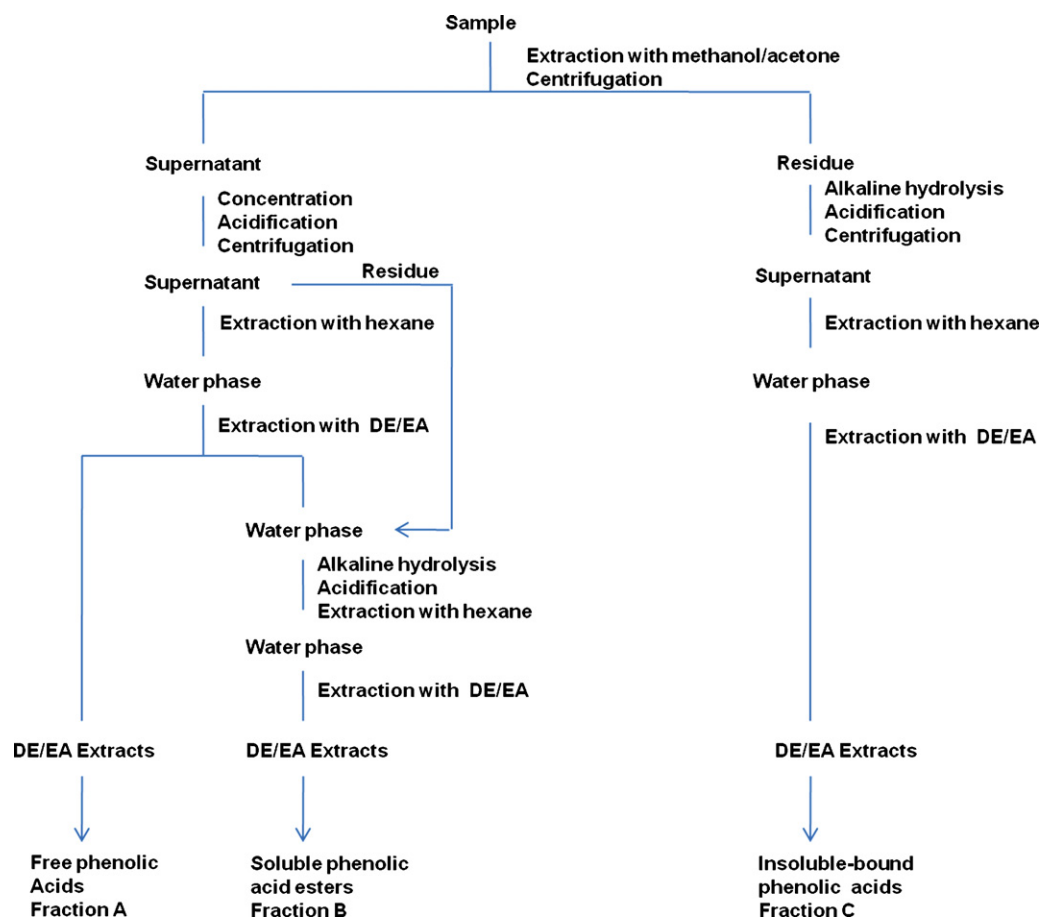 Sample
Extraction with methanol/acetone
Centrifugation
Supernatant
Concentration
Acidification
Centrifugation
Supernatant
Residue
Extraction with hexane
Water phase
Extraction with DE/EA
Water phase
Alkaline hydrolysis
Acidification
Extraction with hexane
Water phase
Extraction with DE/EA
DE/EA Extracts
Free phenolic
Acids
Fraction A
DE/EA Extracts
Soluble phenolic
acid esters
Fraction B
Residue
Alkaline hydrolysis
Acidification
Centrifugation
Supernatant
Extraction with hexane
Water phase
Extraction with DE/EA
DE/EA Extracts
Insoluble-bound
phenolic acids
Fraction C